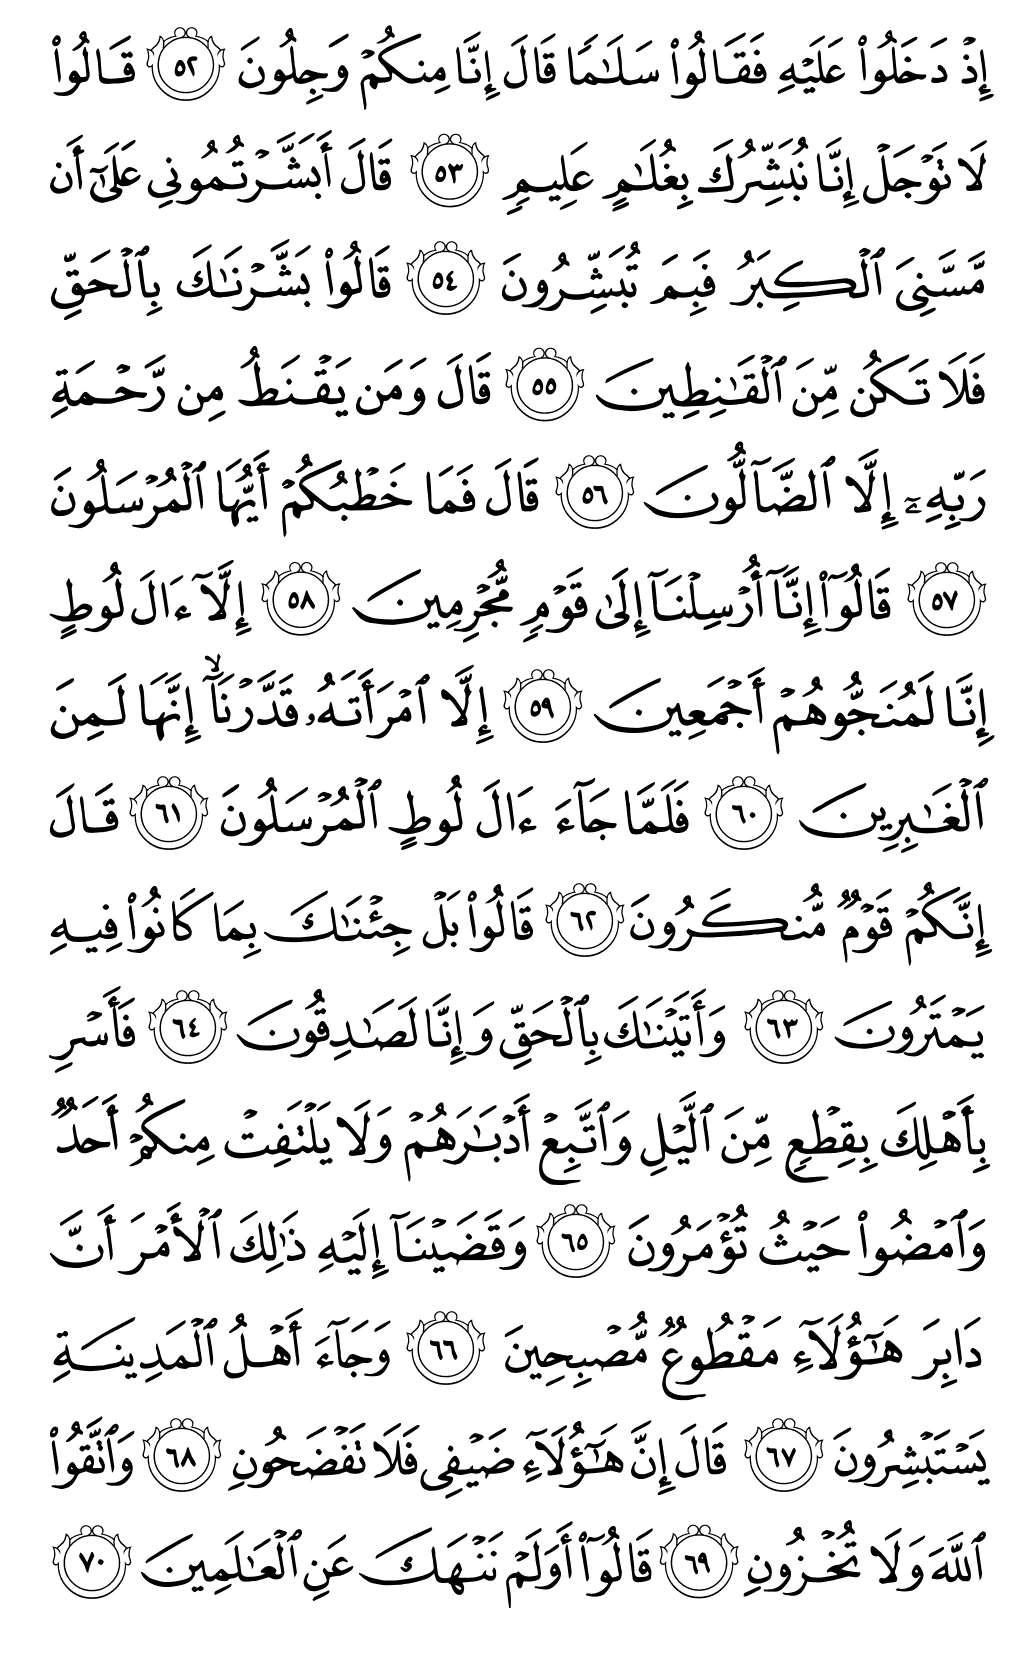 إِذۡ دَخَلُواْ عَلَيۡهِ فَقَالُواْ سَلَٰمٗا قَالَ إِنَّا مِنكُمۡ وَجِلُونَ ٥٢ قَالُواْ
لَا تَوۡجَلۡ إِنَّا نُبَشِّرُكَ بِغُلَٰمٍ عَلِيمٖ ٥٣ قَالَ أَبَشَّرۡتُمُونِي عَلَىٰٓ أَن
مَّسَّنِيَ ٱلۡكِبَرُ فَبِمَ تُبَشِّرُونَ ٥٤ قَالُواْ بَشَّرۡنَٰكَ بِٱلۡحَقِّ
فَلَا تَكُن مِّنَ ٱلۡقَٰنِطِينَ ٥٥ قَالَ وَمَن يَقۡنَطُ مِن رَّحۡمَةِ
رَبِّهِۦٓ إِلَّا ٱلضَّآلُّونَ ٥٦ قَالَ فَمَا خَطۡبُكُمۡ أَيُّهَا ٱلۡمُرۡسَلُونَ
٥٧ قَالُوٓاْ إِنَّآ أُرۡسِلۡنَآ إِلَىٰ قَوۡمٖ مُّجۡرِمِينَ ٥٨ إِلَّآ ءَالَ لُوطٍ
إِنَّا لَمُنَجُّوهُمۡ أَجۡمَعِينَ ٥٩ إِلَّا ٱمۡرَأَتَهُۥ قَدَّرۡنَآۙ إِنَّهَا لَمِنَ
ٱلۡغَٰبِرِينَ ٦٠ فَلَمَّا جَآءَ ءَالَ لُوطٍ ٱلۡمُرۡسَلُونَ ٦١ قَالَ
إِنَّكُمۡ قَوۡمٞ مُّنكَرُونَ ٦٢ قَالُواْ بَلۡ جِئۡنَٰكَ بِمَا كَانُواْ فِيهِ
يَمۡتَرُونَ ٦٣ وَأَتَيۡنَٰكَ بِٱلۡحَقِّ وَإِنَّا لَصَٰدِقُونَ ٦٤ فَأَسۡرِ
بِأَهۡلِكَ بِقِطۡعٖ مِّنَ ٱلَّيۡلِ وَٱتَّبِعۡ أَدۡبَٰرَهُمۡ وَلَا يَلۡتَفِتۡ مِنكُمۡ أَحَدٞ
وَٱمۡضُواْ حَيۡثُ تُؤۡمَرُونَ ٦٥ وَقَضَيۡنَآ إِلَيۡهِ ذَٰلِكَ ٱلۡأَمۡرَ أَنَّ
دَابِرَ هَٰٓؤُلَآءِ مَقۡطُوعٞ مُّصۡبِحِينَ ٦٦ وَجَآءَ أَهۡلُ ٱلۡمَدِينَةِ
يَسۡتَبۡشِرُونَ ٦٧ قَالَ إِنَّ هَٰٓؤُلَآءِ ضَيۡفِي فَلَا تَفۡضَحُونِ ٦٨ وَٱتَّقُواْ
ٱللَّهَ وَلَا تُخۡزُونِ ٦٩ قَالُوٓاْ أَوَلَمۡ نَنۡهَكَ عَنِ ٱلۡعَٰلَمِينَ ٧٠